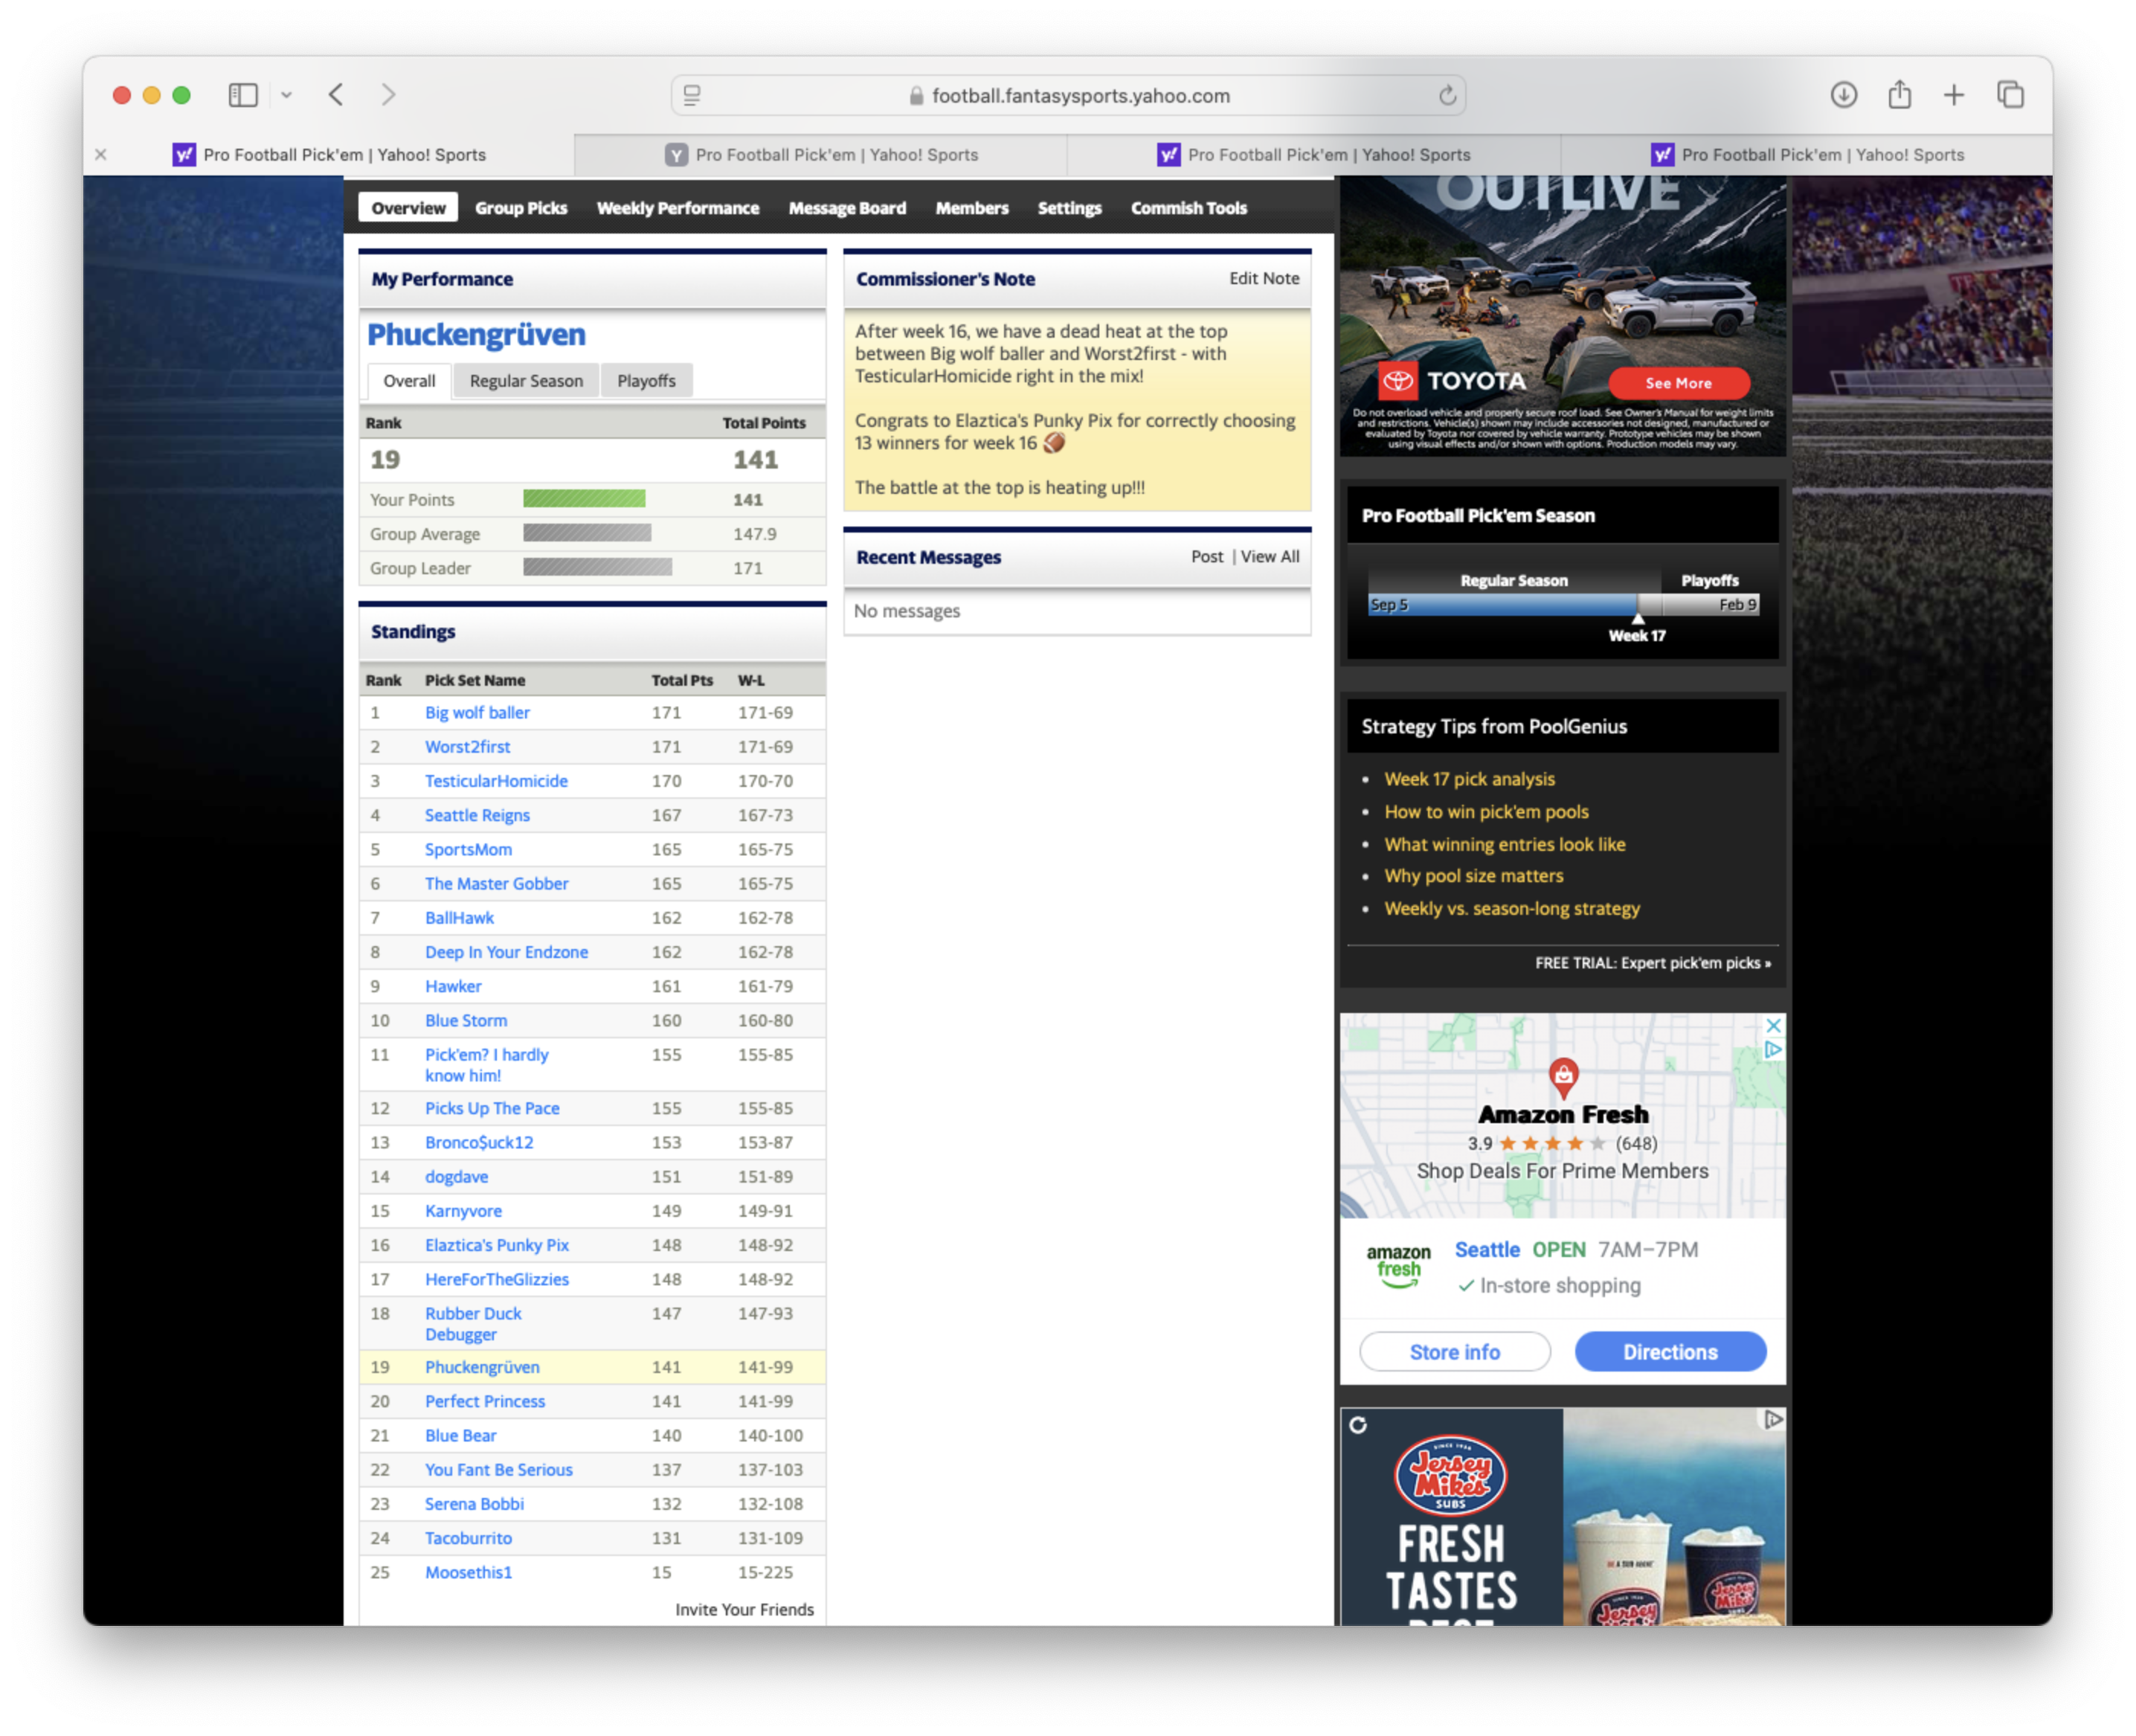 football.fantasysports.yahoo.com
Pro Football Pick'em | Yahoo! Sports
Pro Football Pick'em | Yahoo! Sports
Pro Football Pick'em | Yahoo! Sports
Pro Football Pick'em | Yahoo! Sports
Overview Group Picks Weekly Performance Message Board Members Settings Commish Tools
My Performance
Phuckengrüven
Overall Regular Season Playoffs
Rank Total Points
19 141
Your Points 141
Group Average 147.9
Group Leader 171
Standings
Rank Pick Set Name Total Pts W-L
1 Big wolf baller 171 171-69
2 Worst2first 171 171-69
3 TesticularHomicide 170 170-70
4 Seattle Reigns 167 167-73
5 SportsMom 165 165-75
6 The Master Gobber 165 165-75
7 BallHawk 162 162-78
8 Deep In Your Endzone 162 162-78
9 Hawker 161 161-79
10 Blue Storm 160 160-80
11 Pick'em? I hardly 155 155-85
know him!
12 Picks Up The Pace 155 155-85
13 Bronco$uck12 153 153-87
14 dogdave 151 151-89
15 Karnyvore 149 149-91
16 Elaztica's Punky Pix 148 148-92
17 HereForTheGlizzies 148 148-92
18 Rubber Duck 147 147-93
Debugger
19 Phuckengrüven 141 141-99
20 Perfect Princess 141 141-99
21 Blue Bear 140 140-100
22 You Fant Be Serious 137 137-103
23 Serena Bobbi 132 132-108
24 Tacoburrito 131 131-109
25 Moosethis1 15 15-225
Invite Your Friends
Commissioner's Note Edit Note
After week 16, we have a dead heat at the top
between Big wolf baller and Worst2first - with
TesticularHomicide right in the mix!
Congrats to Elaztica's Punky Pix for correctly choosing
13 winners for week 16 🏈
The battle at the top is heating up!!!
Recent Messages Post | View All
No messages
OUTLIVE
TOYOTA See More
Do not overload vehicle and properly secure roof load. See Owner's Manual for weight limits
and restrictions. Vehicle(s) shown may include accessories not designed, manufactured or
evaluated by Toyota nor covered by vehicle warranty. Prototype vehicles may be shown
using visual effects and/or shown with options. Production models may vary.
Pro Football Pick'em Season
Regular Season Playoffs
Sep 5 Feb 9
Week 17
Strategy Tips from PoolGenius
• Week 17 pick analysis
• How to win pick'em pools
• What winning entries look like
• Why pool size matters
• Weekly vs. season-long strategy
FREE TRIAL: Expert pick'em picks »
Amazon Fresh
3.9 ★★★★★ (648)
Shop Deals For Prime Members
amazon
fresh
Seattle OPEN 7AM–7PM
✓ In-store shopping
Store info Directions
SINCE 1956
Jersey
Mike's
SUBS
FRESH
TASTES
BEST
Jersey
Mike's
Jersey
Mike's